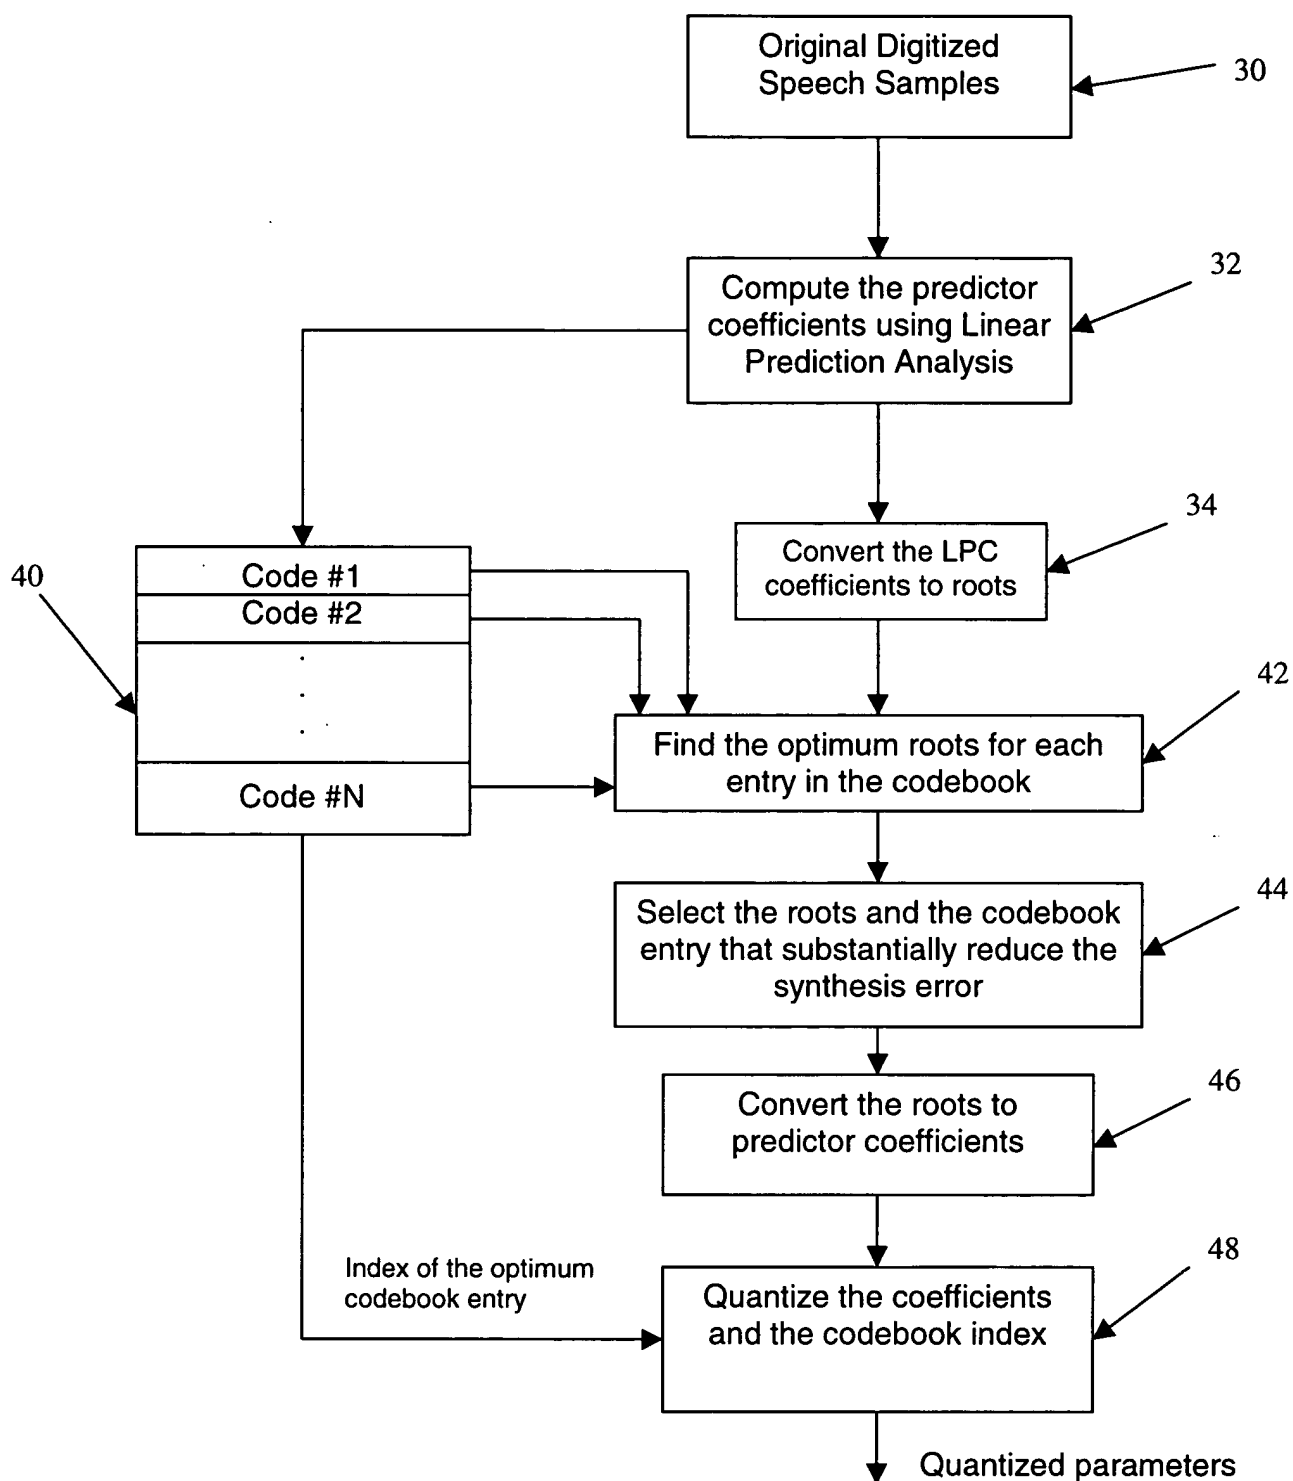 Original Digitized
Speech Samples
30
Compute the predictor
coefficients using Linear
Prediction Analysis
32
Convert the LPC
coefficients to roots
34
40
Code #1
Code #2
.
.
.
Code #N
Find the optimum roots for each
entry in the codebook
42
Select the roots and the codebook
entry that substantially reduce the
synthesis error
44
Convert the roots to
predictor coefficients
46
Index of the optimum
codebook entry
Quantize the coefficients
and the codebook index
48
Quantized parameters